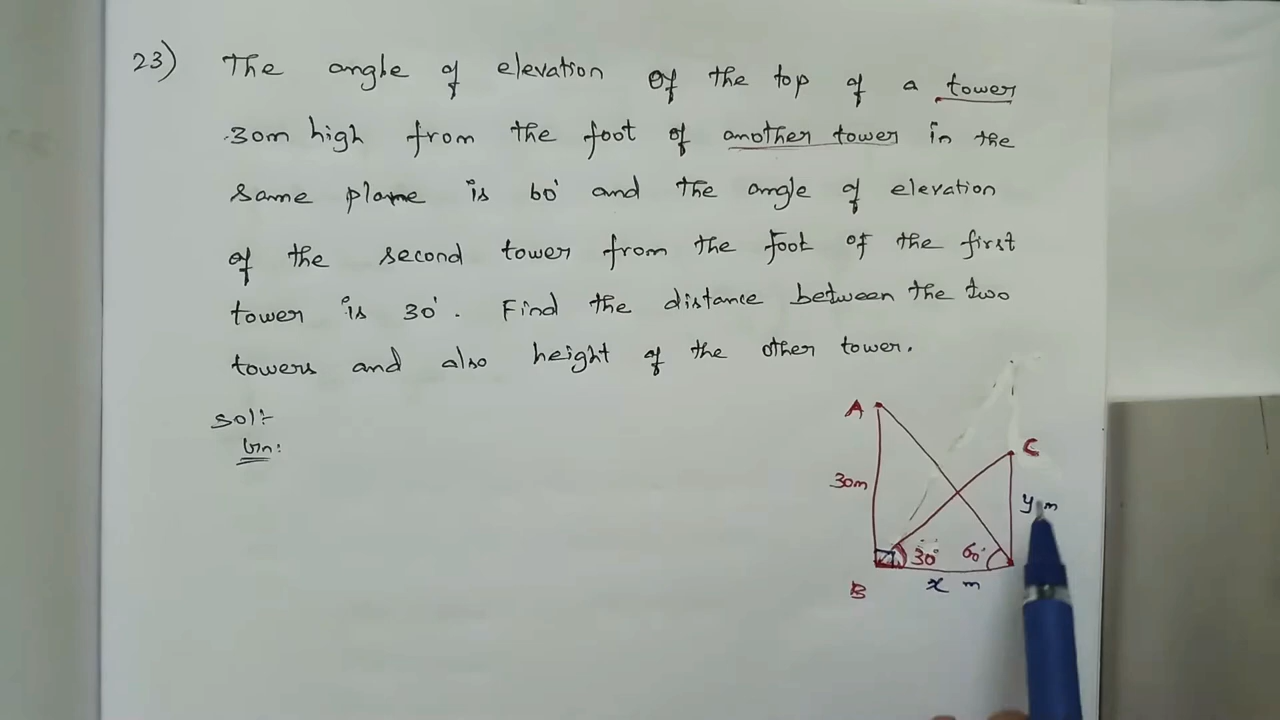 23) The angle of elevation of the top of a tower
30m high from the foot of another tower in the
same plane is 60° and the angle of elevation
of the second tower from the foot of the first
tower is 30°. Find the distance between the two
towers and also height of the other tower.
Sol:-
Gn:
A
C
30m
y m
30° 60°
B
x m